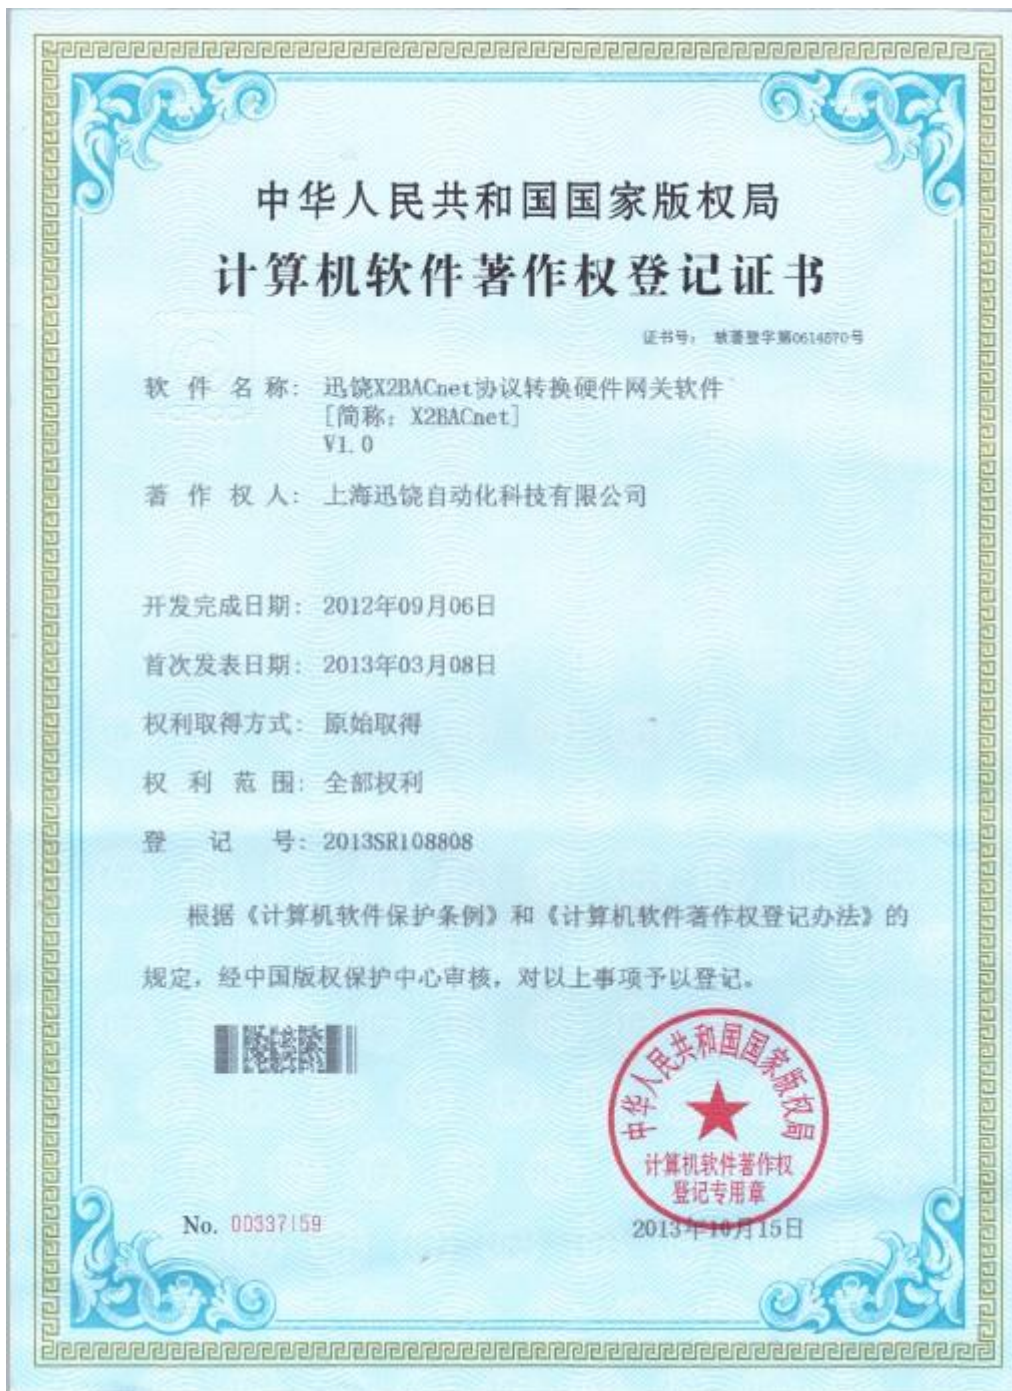 中华人民共和国国家版权局
计算机软件著作权登记证书
证书号： 软著登字第0614570号
软件名称： 迅饶X2BACnet协议转换硬件网关软件
[简称：X2BACnet]
V1.0
著作权人： 上海迅饶自动化科技有限公司
开发完成日期： 2012年09月06日
首次发表日期： 2013年03月08日
权利取得方式： 原始取得
权利范围： 全部权利
登记号： 2013SR108808
根据《计算机软件保护条例》和《计算机软件著作权登记办法》的
规定，经中国版权保护中心审核，对以上事项予以登记。
中华人民共和国国家版权局
计算机软件著作权
登记专用章
No. 00337159
2013年10月15日